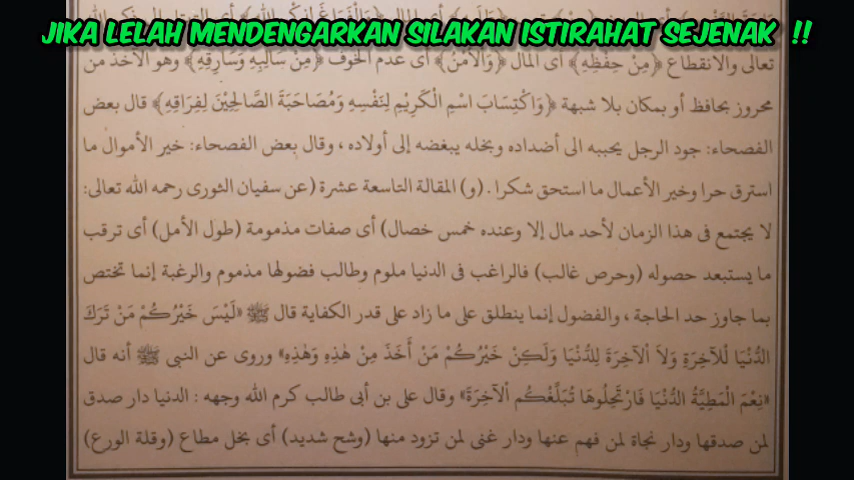 JIKA LELAH MENDENGARKAN SILAKAN ISTIRAHAT SEJENAK !!
تعالى والانقطاع ﴿مِنْ حِفْظِهِ﴾ أى المال ﴿وَالْأَمْنُ﴾ أى عدم الخوف ﴿مِنْ سَالِبِهِ وَسَارِقِهِ﴾ وهو الآخذ من
محروز بحافظ أو بمكان بلا شبهة ﴿وَاكْتِسَابَ اسْمِ الْكَرِيْمِ لِنَفْسِهِ وَمُصَاحَبَةَ الصَّالِحِيْنَ لِفِرَاقِهِ﴾ قال بعض
الفصحاء: جود الرجل يحببه الى أضداده وبخله يبغضه إلى أولاده ، وقال بعض الفصحاء: خير الأموال ما
استرق حرا وخير الأعمال ما استحق شكرا . (و) المقالة التاسعة عشرة (عن سفيان الثورى رحمه الله تعالى:
لا يجتمع فى هذا الزمان لأحد مال إلا وعنده خمس خصال) أى صفات مذمومة (طول الأمل) أى ترقب
ما يستبعد حصوله (وحرص غالب) فالراغب فى الدنيا ملوم وطالب فضولها مذموم والرغبة إنما تختص
بما جاوز حد الحاجة ، والفضول إنما ينطلق على ما زاد على قدر الكفاية قال ﷺ «لَيْسَ خَيْرُكُمْ مَنْ تَرَكَ
الدُّنْيَا لِلْآخِرَةِ وَلاَ الْآخِرَةَ لِلدُّنْيَا وَلَكِنْ خَيْرُكُمْ مَنْ أَخَذَ مِنْ هٰذِهِ وَهٰذِهِ» وروى عن النبى ﷺ أنه قال
«نِعْمَ الْمَطِيَّةُ الدُّنْيَا فَارْتَحِلُوهَا تُبَلِّغُكُم الْآخِرَةَ» وقال على بن أبى طالب كرم الله وجهه : الدنيا دار صدق
لمن صدقها ودار نجاة لمن فهم عنها ودار غنى لمن تزود منها (وشح شديد) أى بخل مطاع (وقلة الورع)